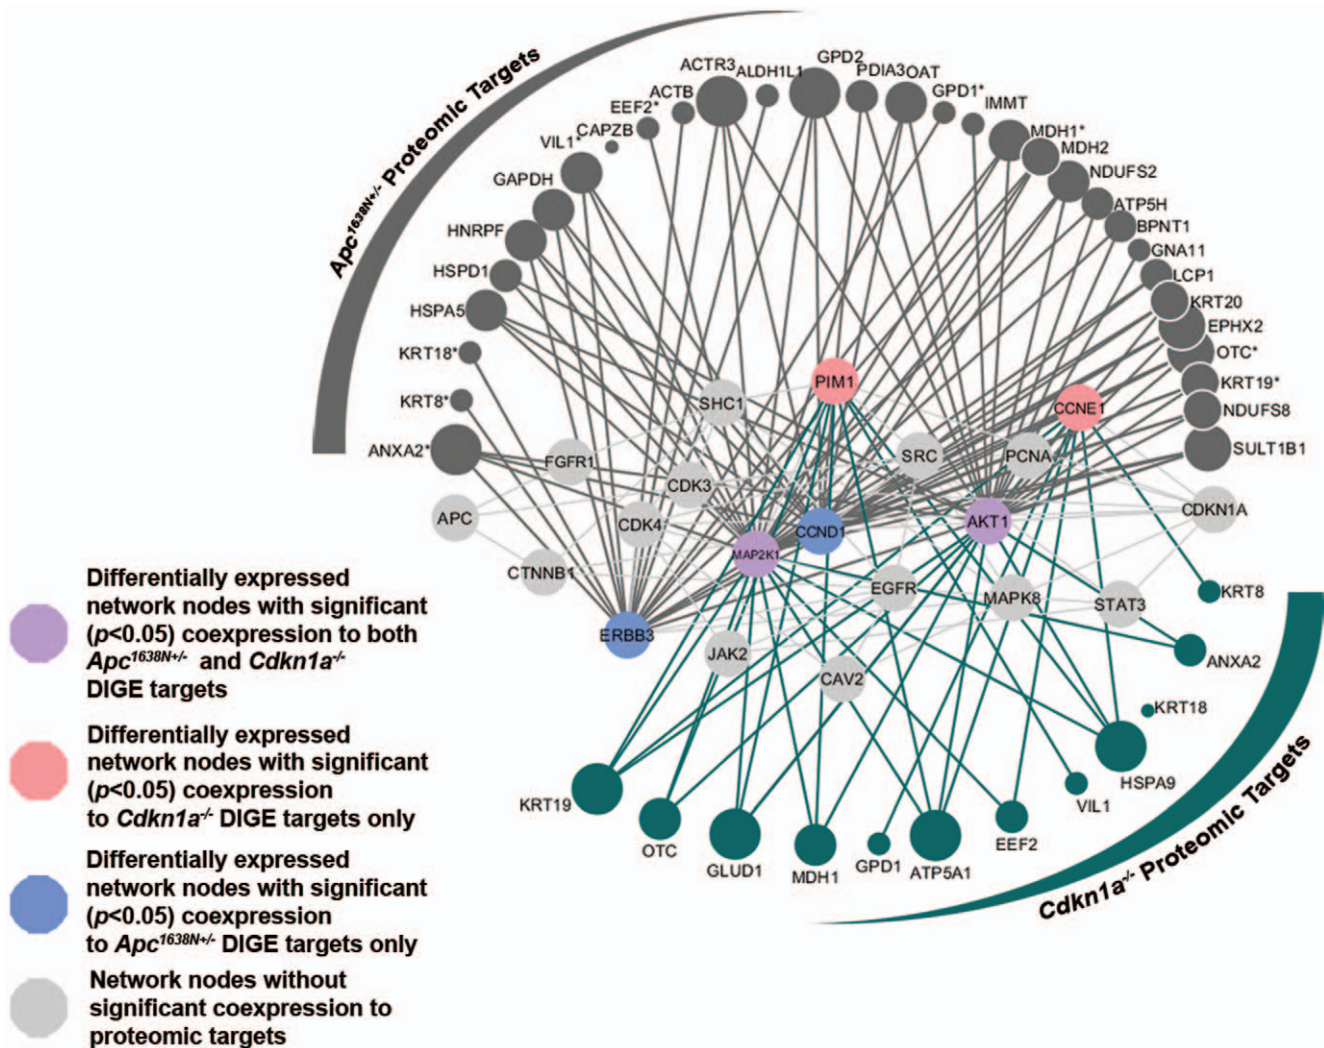 Apc1638N+/- Proteomic Targets
ACTR3
ALDH1L1
GPD2
PDIA3
OAT
GPD1*
IMMT
ACTB
EEF2*
CAPZB
VIL1*
MDH1*
MDH2
GAPDH
NDUFS2
ATP5H
HNRPF
BPNT1
GNA11
HSPD1
LCP1
KRT20
HSPA5
EPHX2
KRT18*
OTC*
KRT19*
KRT8*
NDUFS8
ANXA2*
SULT1B1
PIM1
SHC1
CCNE1
FGFR1
SRC
PCNA
CDK3
APC
CDK4
CCND1
AKT1
CDKN1A
MAP2K1
CTNNB1
EGFR
MAPK8
STAT3
ERBB3
JAK2
CAV2
KRT8
ANXA2
KRT18
HSPA9
VIL1
KRT19
OTC
GLUD1
MDH1
GPD1
ATP5A1
EEF2
Cdkn1a-/- Proteomic Targets
Differentially expressed
network nodes with significant
(p<0.05) coexpression to both
Apc1638N+/- and Cdkn1a-/-
DIGE targets
Differentially expressed
network nodes with significant
(p<0.05) coexpression
to Cdkn1a-/- DIGE targets only
Differentially expressed
network nodes with significant
(p<0.05) coexpression
to Apc1638N+/- DIGE targets only
Network nodes without
significant coexpression to
proteomic targets